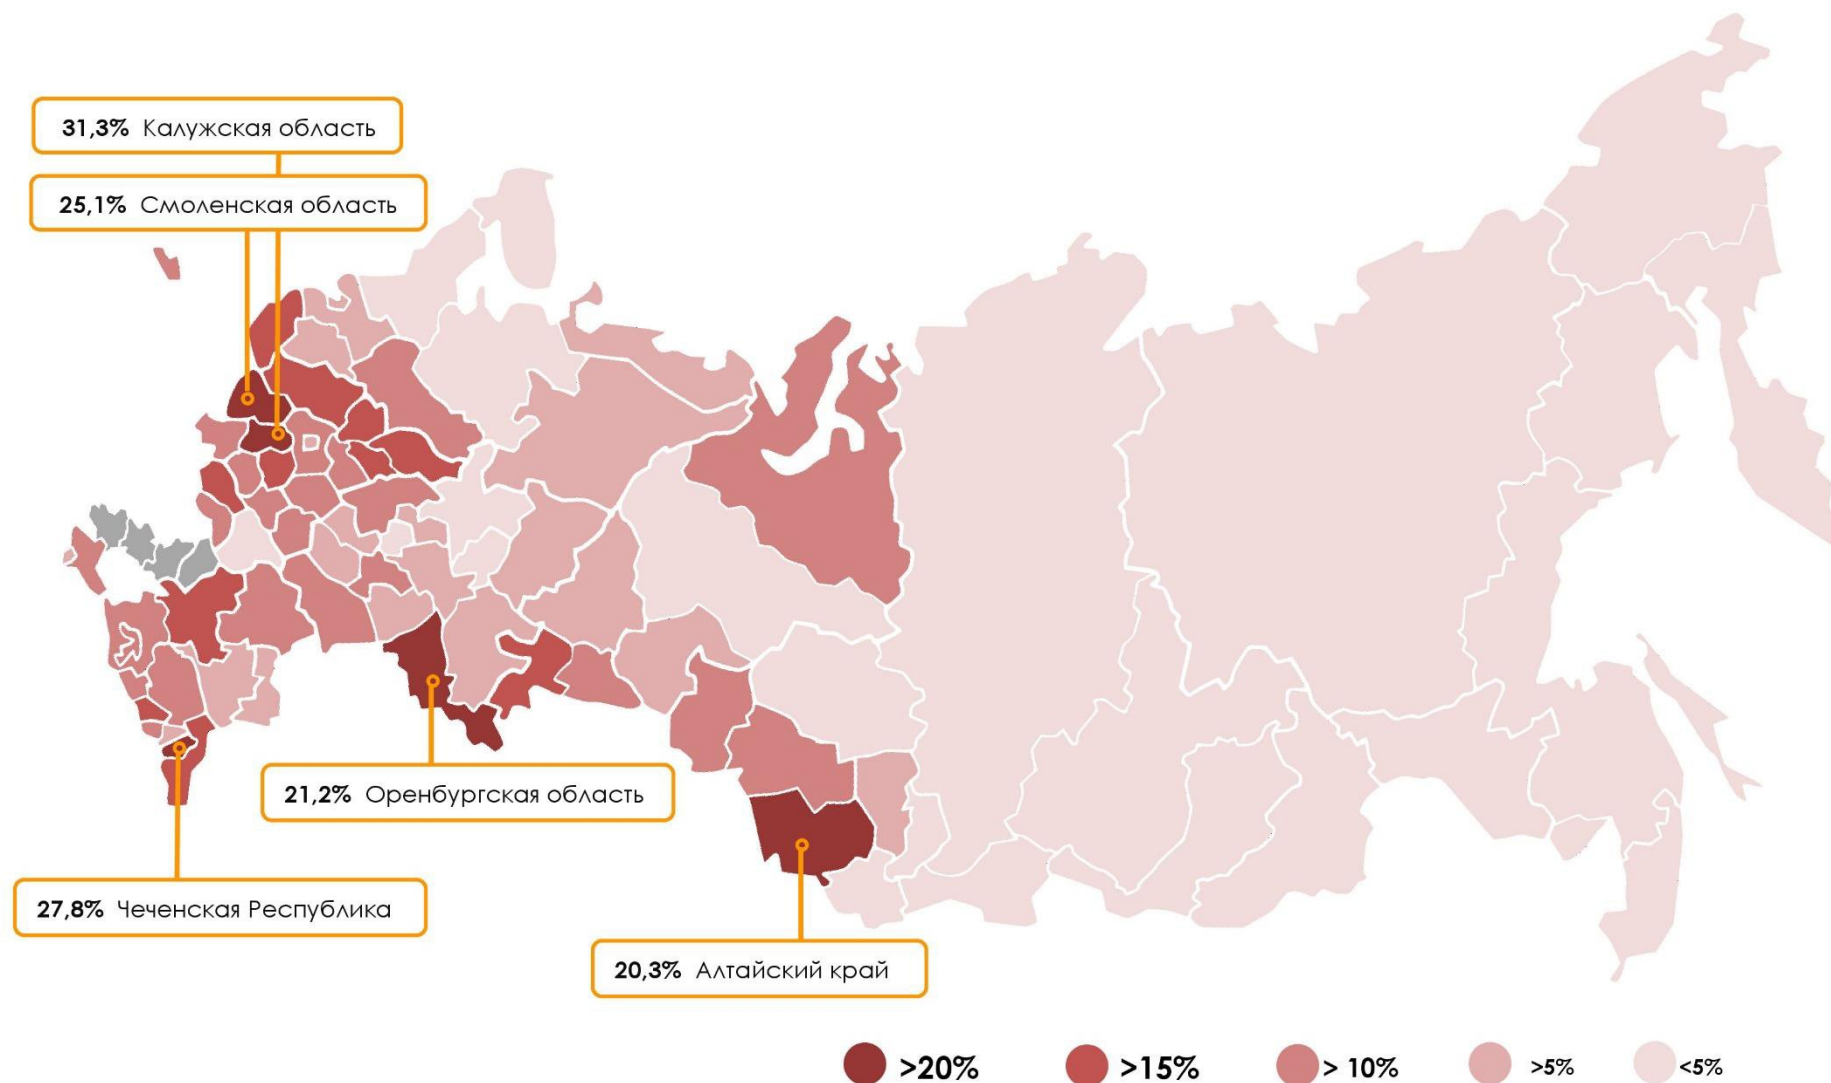 31,3% Калужская область
25,1% Смоленская область
21,2% Оренбургская область
27,8% Чеченская Республика
20,3% Алтайский край
>20% >15% > 10% >5% <5%